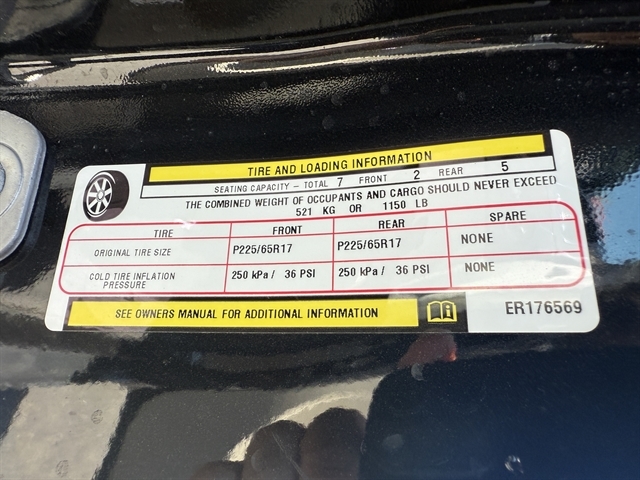 TIRE AND LOADING INFORMATION
SEATING CAPACITY - TOTAL 7 FRONT 2 REAR 5
THE COMBINED WEIGHT OF OCCUPANTS AND CARGO SHOULD NEVER EXCEED
521 KG OR 1150 LB
TIRE FRONT REAR SPARE
ORIGINAL TIRE SIZE P225/65R17 P225/65R17 NONE
COLD TIRE INFLATION PRESSURE 250 kPa / 36 PSI 250 kPa / 36 PSI NONE
SEE OWNERS MANUAL FOR ADDITIONAL INFORMATION
ER176569